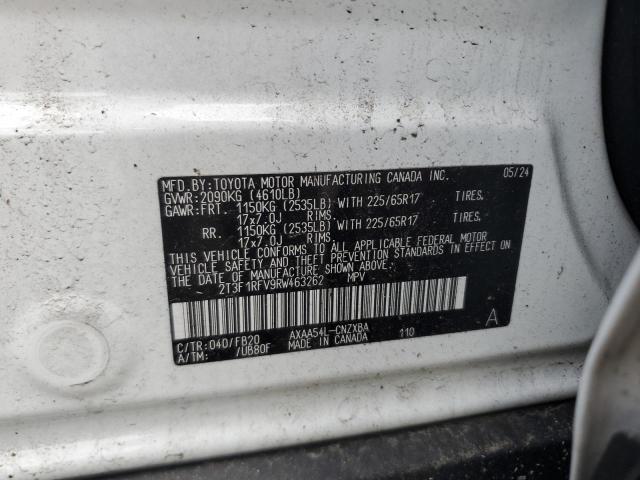 MFD.BY:TOYOTA MOTOR MANUFACTURING CANADA INC. 05/24
GVWR:2090KG (4610LB)
GAWR:FRT. 1150KG (2535LB) WITH 225/65R17 TIRES.
17x7.0J RIMS.
RR. 1150KG (2535LB) WITH 225/65R17 TIRES.
17x7.0J RIMS.
THIS VEHICLE CONFORMS TO ALL APPLICABLE FEDERAL MOTOR
VEHICLE SAFETY AND THEFT PREVENTION STANDARDS IN EFFECT ON
THE DATE OF MANUFACTURE SHOWN ABOVE.
2T3F1RFV9RW463262 MPV
C/TR:040/FB20 AXAA54L-CNZXBA 110 A
A/TM: /UB80F MADE IN CANADA